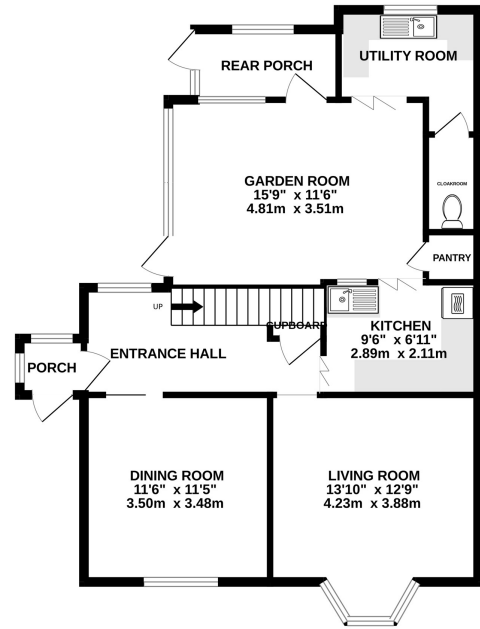 UTILITY ROOM
REAR PORCH
GARDEN ROOM
15'9" x 11'6"
4.81m x 3.51m
CLOAKROOM
PANTRY
UP
CUPBOARD
KITCHEN
9'6" x 6'11"
2.89m x 2.11m
ENTRANCE HALL
PORCH
DINING ROOM
11'6" x 11'5"
3.50m x 3.48m
LIVING ROOM
13'10" x 12'9"
4.23m x 3.88m